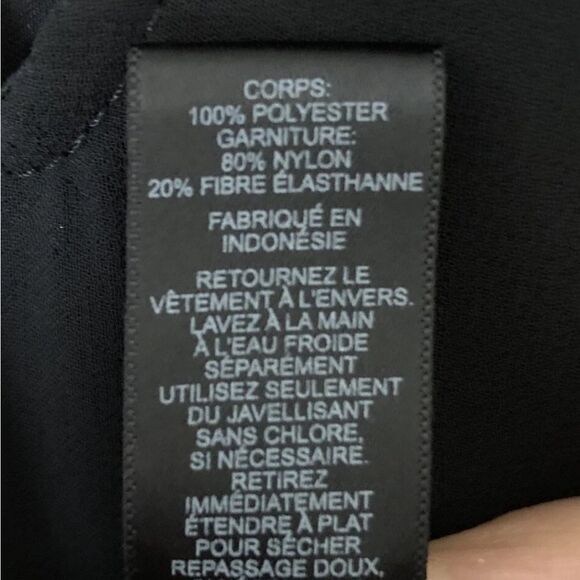 CORPS:
100% POLYESTER
GARNITURE:
80% NYLON
20% FIBRE ÉLASTHANNE
FABRIQUÉ EN
INDONÉSIE
RETOURNEZ LE
VÊTEMENT À L'ENVERS.
LAVEZ À LA MAIN
À L'EAU FROIDE
SÉPARÉMENT
UTILISEZ SEULEMENT
DU JAVELLISANT
SANS CHLORE,
SI NÉCESSAIRE.
RETIREZ
IMMÉDIATEMENT
ÉTENDRE À PLAT
POUR SÉCHER
REPASSAGE DOUX,